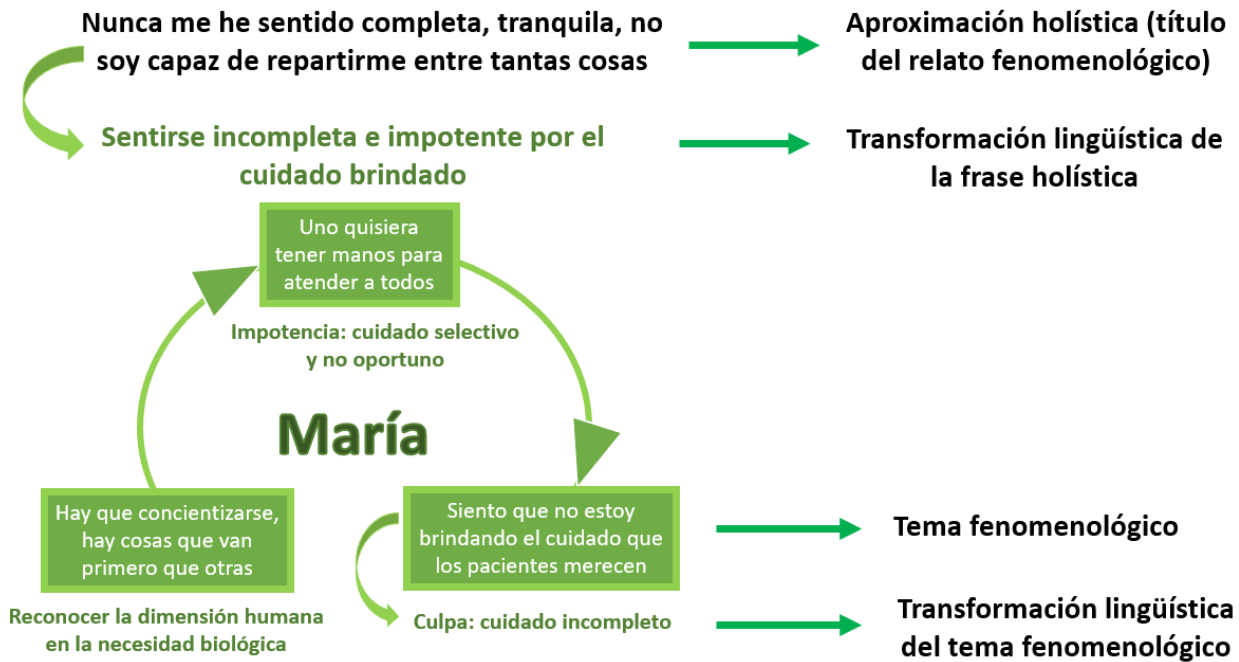 Nunca me he sentido completa, tranquila, no
soy capaz de repartirme entre tantas cosas
Aproximación holística (título
del relato fenomenológico)
Sentirse incompleta e impotente por el
cuidado brindado
Transformación lingüística de
la frase holística
Uno quisiera
tener manos para
atender a todos
Impotencia: cuidado selectivo
y no oportuno
María
Hay que concientizarse,
hay cosas que van
primero que otras
Reconocer la dimensión humana
en la necesidad biológica
Siento que no estoy
brindando el cuidado que
los pacientes merecen
Tema fenomenológico
Culpa: cuidado incompleto
Transformación lingüística
del tema fenomenológico